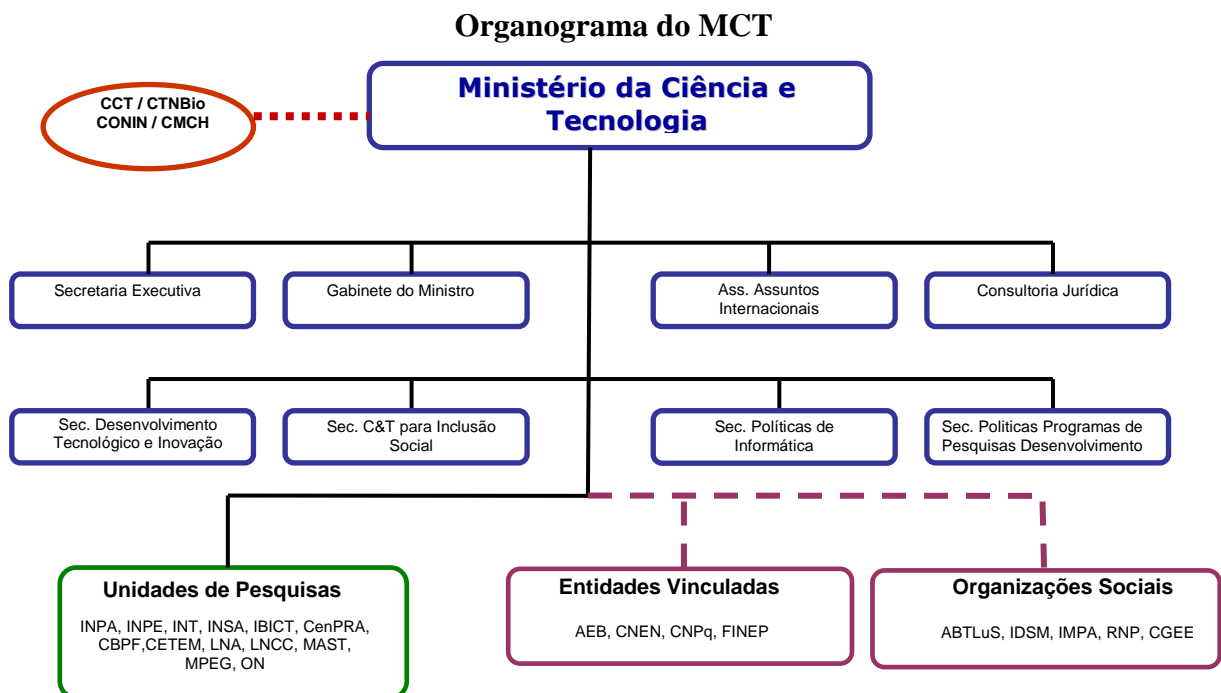 Organograma do MCT
CCT / CTNBio
CONIN / CMCH
Ministério da Ciência e
Tecnologia
Secretaria Executiva
Gabinete do Ministro
Ass. Assuntos
Internacionais
Consultoria Jurídica
Sec. Desenvolvimento
Tecnológico e Inovação
Sec. C&T para Inclusão
Social
Sec. Políticas de
Informática
Sec. Politicas Programas de
Pesquisas Desenvolvimento
Unidades de Pesquisas
INPA, INPE, INT, INSA, IBICT, CenPRA,
CBPF,CETEM, LNA, LNCC, MAST,
MPEG, ON
Entidades Vinculadas
AEB, CNEN, CNPq, FINEP
Organizações Sociais
ABTLuS, IDSM, IMPA, RNP, CGEE